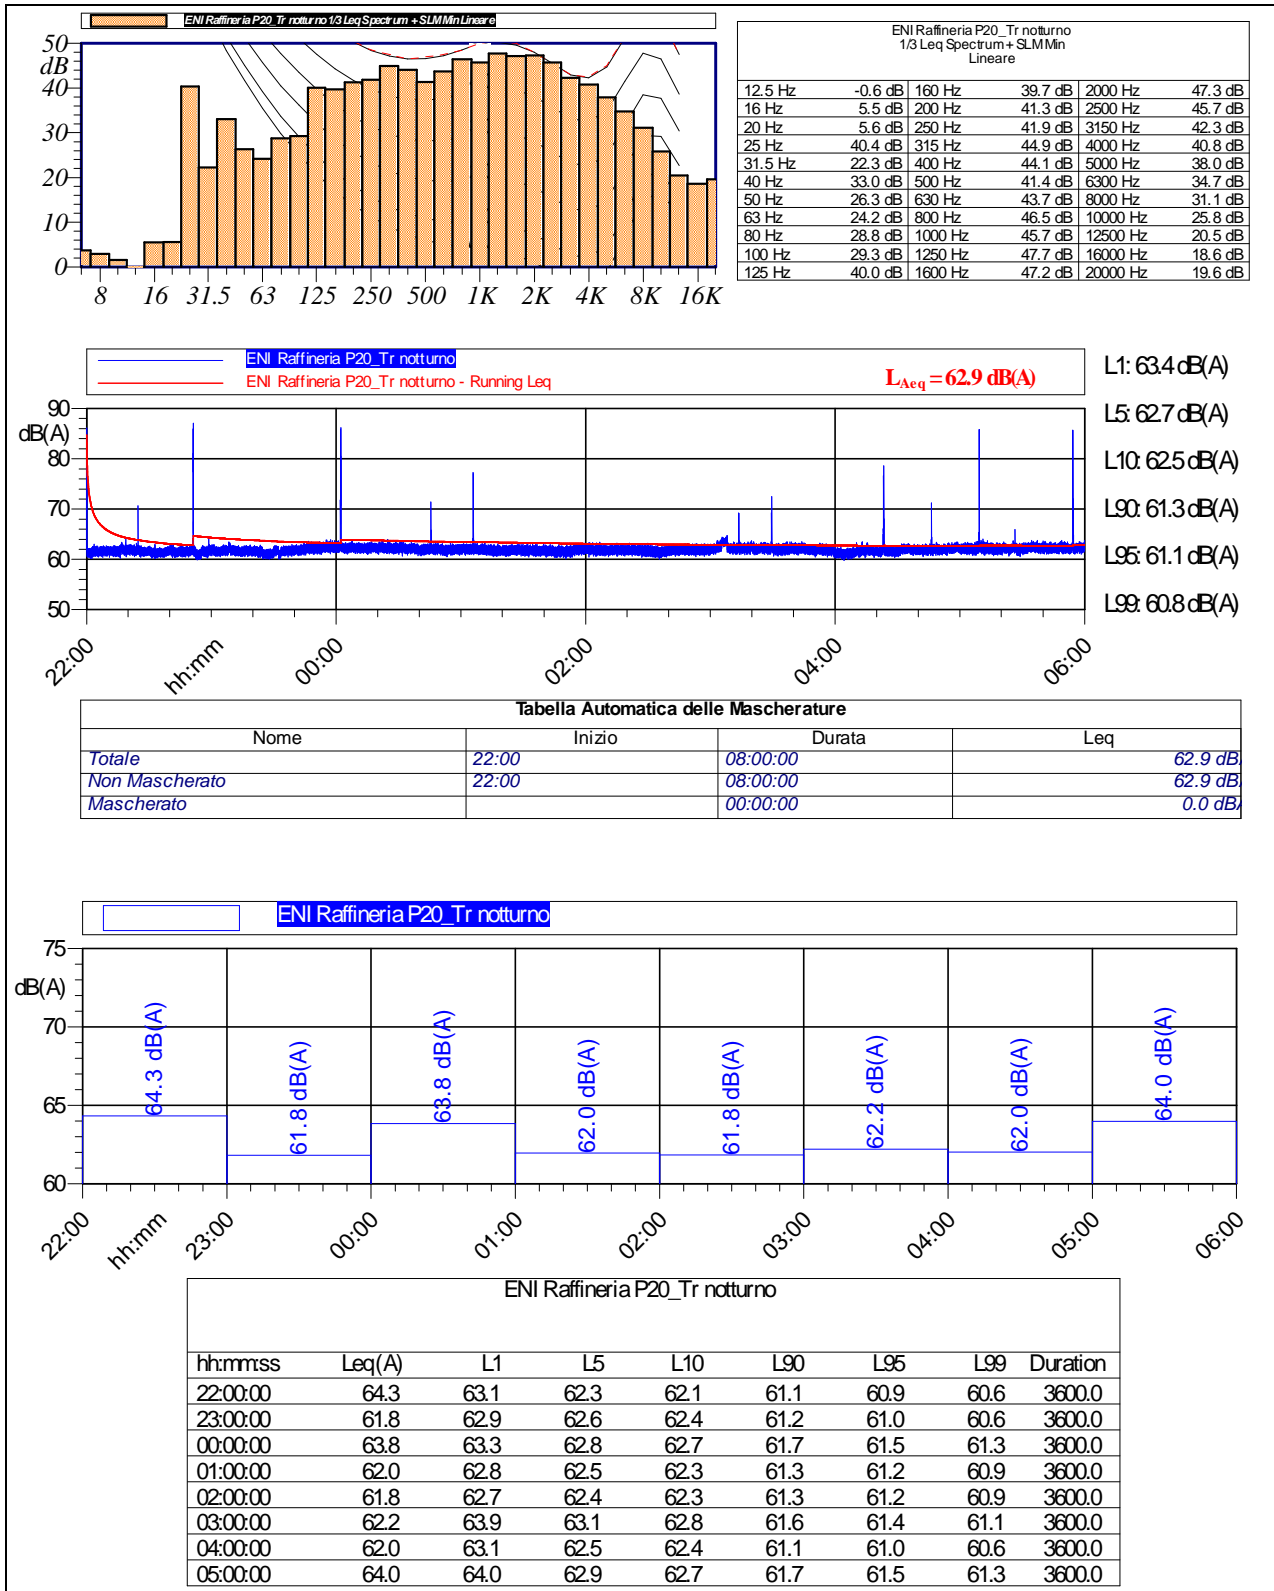 ENI Raffineria P20_Tr notturno 1/3 Leq Spectrum + SLM Min Lineare
50
dB
40
30
20
10
0
8 16 31.5 63 125 250 500 1K 2K 4K 8K 16K
ENI Raffineria P20_Tr notturno
1/3 Leq Spectrum + SLM Min
Lineare
12.5 Hz -0.6 dB 160 Hz 39.7 dB 2000 Hz 47.3 dB
16 Hz 5.5 dB 200 Hz 41.3 dB 2500 Hz 45.7 dB
20 Hz 5.6 dB 250 Hz 41.9 dB 3150 Hz 42.3 dB
25 Hz 40.4 dB 315 Hz 44.9 dB 4000 Hz 40.8 dB
31.5 Hz 22.3 dB 400 Hz 44.1 dB 5000 Hz 38.0 dB
40 Hz 33.0 dB 500 Hz 41.4 dB 6300 Hz 34.7 dB
50 Hz 26.3 dB 630 Hz 43.7 dB 8000 Hz 31.1 dB
63 Hz 24.2 dB 800 Hz 46.5 dB 10000 Hz 25.8 dB
80 Hz 28.8 dB 1000 Hz 45.7 dB 12500 Hz 20.5 dB
100 Hz 29.3 dB 1250 Hz 47.7 dB 16000 Hz 18.6 dB
125 Hz 40.0 dB 1600 Hz 47.2 dB 20000 Hz 19.6 dB
ENI Raffineria P20_Tr notturno
ENI Raffineria P20_Tr notturno - Running Leq
LAeq = 62.9 dB(A)
90
dB(A)
80
70
60
50
22:00 hh:mm 00:00 02:00 04:00 06:00
L1: 63.4 dB(A)
L5: 62.7 dB(A)
L10: 62.5 dB(A)
L90: 61.3 dB(A)
L95: 61.1 dB(A)
L99: 60.8 dB(A)
Tabella Automatica delle Mascherature
Nome Inizio Durata Leq
Totale 22:00 08:00:00 62.9 dB
Non Mascherato 22:00 08:00:00 62.9 dB
Mascherato 00:00:00 0.0 dB
ENI Raffineria P20_Tr notturno
75
dB(A)
70
65
60
64.3 dB(A)
61.8 dB(A)
63.8 dB(A)
62.0 dB(A)
61.8 dB(A)
62.2 dB(A)
62.0 dB(A)
64.0 dB(A)
22:00 hh:mm 23:00 00:00 01:00 02:00 03:00 04:00 05:00 06:00
ENI Raffineria P20_Tr notturno
hh:mm:ss Leq(A) L1 L5 L10 L90 L95 L99 Duration
22:00:00 64.3 63.1 62.3 62.1 61.1 60.9 60.6 3600.0
23:00:00 61.8 62.9 62.6 62.4 61.2 61.0 60.6 3600.0
00:00:00 63.8 63.3 62.8 62.7 61.7 61.5 61.3 3600.0
01:00:00 62.0 62.8 62.5 62.3 61.3 61.2 60.9 3600.0
02:00:00 61.8 62.7 62.4 62.3 61.3 61.2 60.9 3600.0
03:00:00 62.2 63.9 63.1 62.8 61.6 61.4 61.1 3600.0
04:00:00 62.0 63.1 62.5 62.4 61.1 61.0 60.6 3600.0
05:00:00 64.0 64.0 62.9 62.7 61.7 61.5 61.3 3600.0